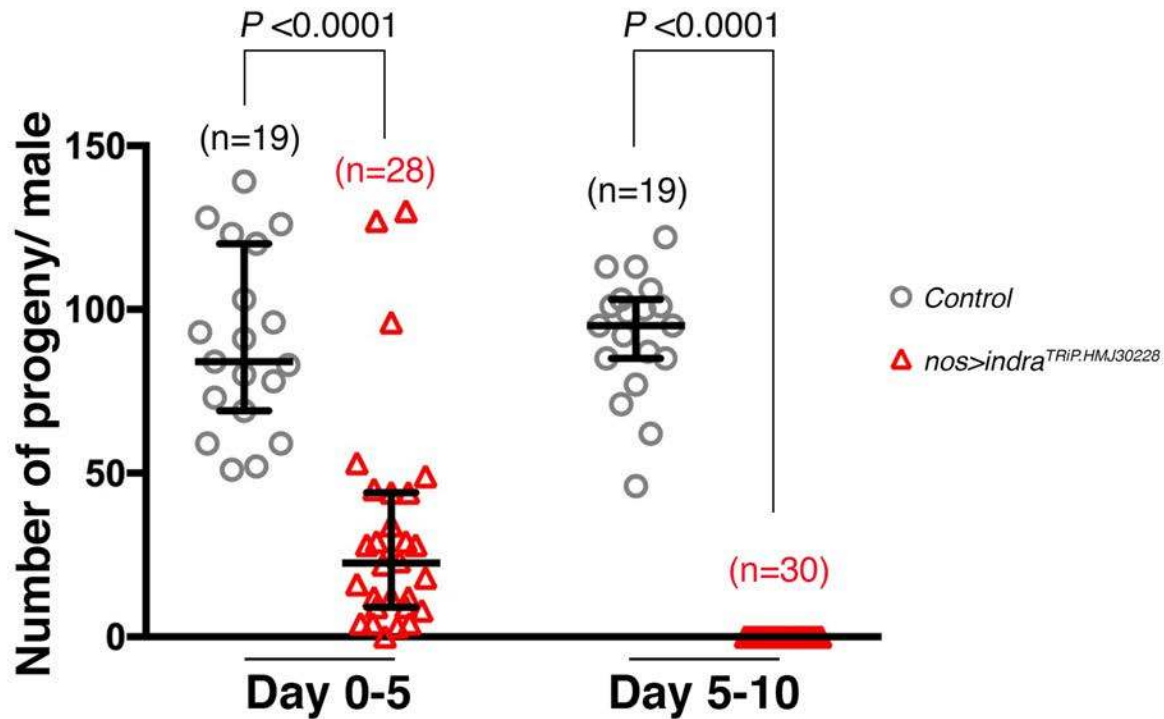 P <0.0001
P <0.0001
Number of progeny/ male
150
100
50
0
(n=19)
(n=28)
(n=19)
(n=30)
Control
nos>indraTRiP.HMJ30228
Day 0-5
Day 5-10